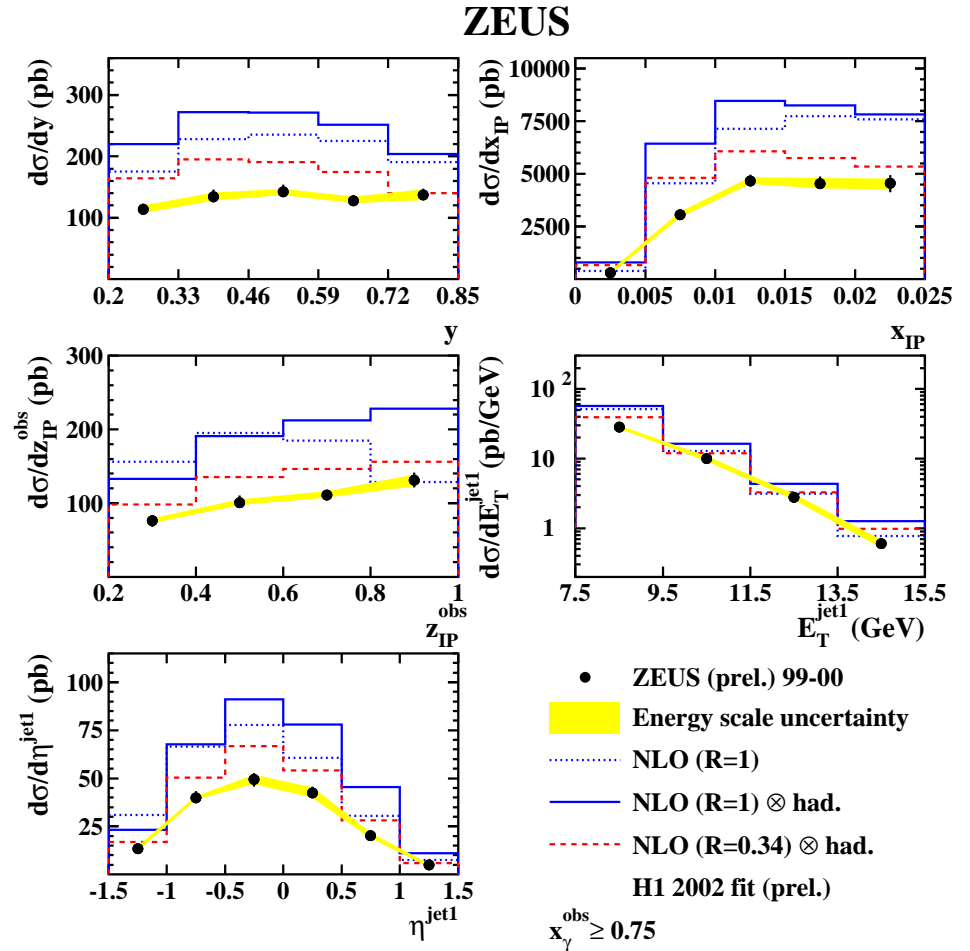 ZEUS
dσ/dy (pb)
300
200
100
0.2 0.33 0.46 0.59 0.72 0.85
y
dσ/dx_IP (pb)
10000
7500
5000
2500
0 0.005 0.01 0.015 0.02 0.025
x_IP
dσ/dz_IP^obs (pb)
300
200
100
0.2 0.4 0.6 0.8 1
z_IP^obs
dσ/dE_T^jet1 (pb/GeV)
10^2
10
1
7.5 9.5 11.5 13.5 15.5
E_T^jet1 (GeV)
dσ/dη^jet1 (pb)
100
75
50
25
-1.5 -1 -0.5 0 0.5 1 1.5
η^jet1
ZEUS (prel.) 99-00
Energy scale uncertainty
NLO (R=1)
NLO (R=1) ⊗ had.
NLO (R=0.34) ⊗ had.
H1 2002 fit (prel.)
x_γ^obs ≥ 0.75